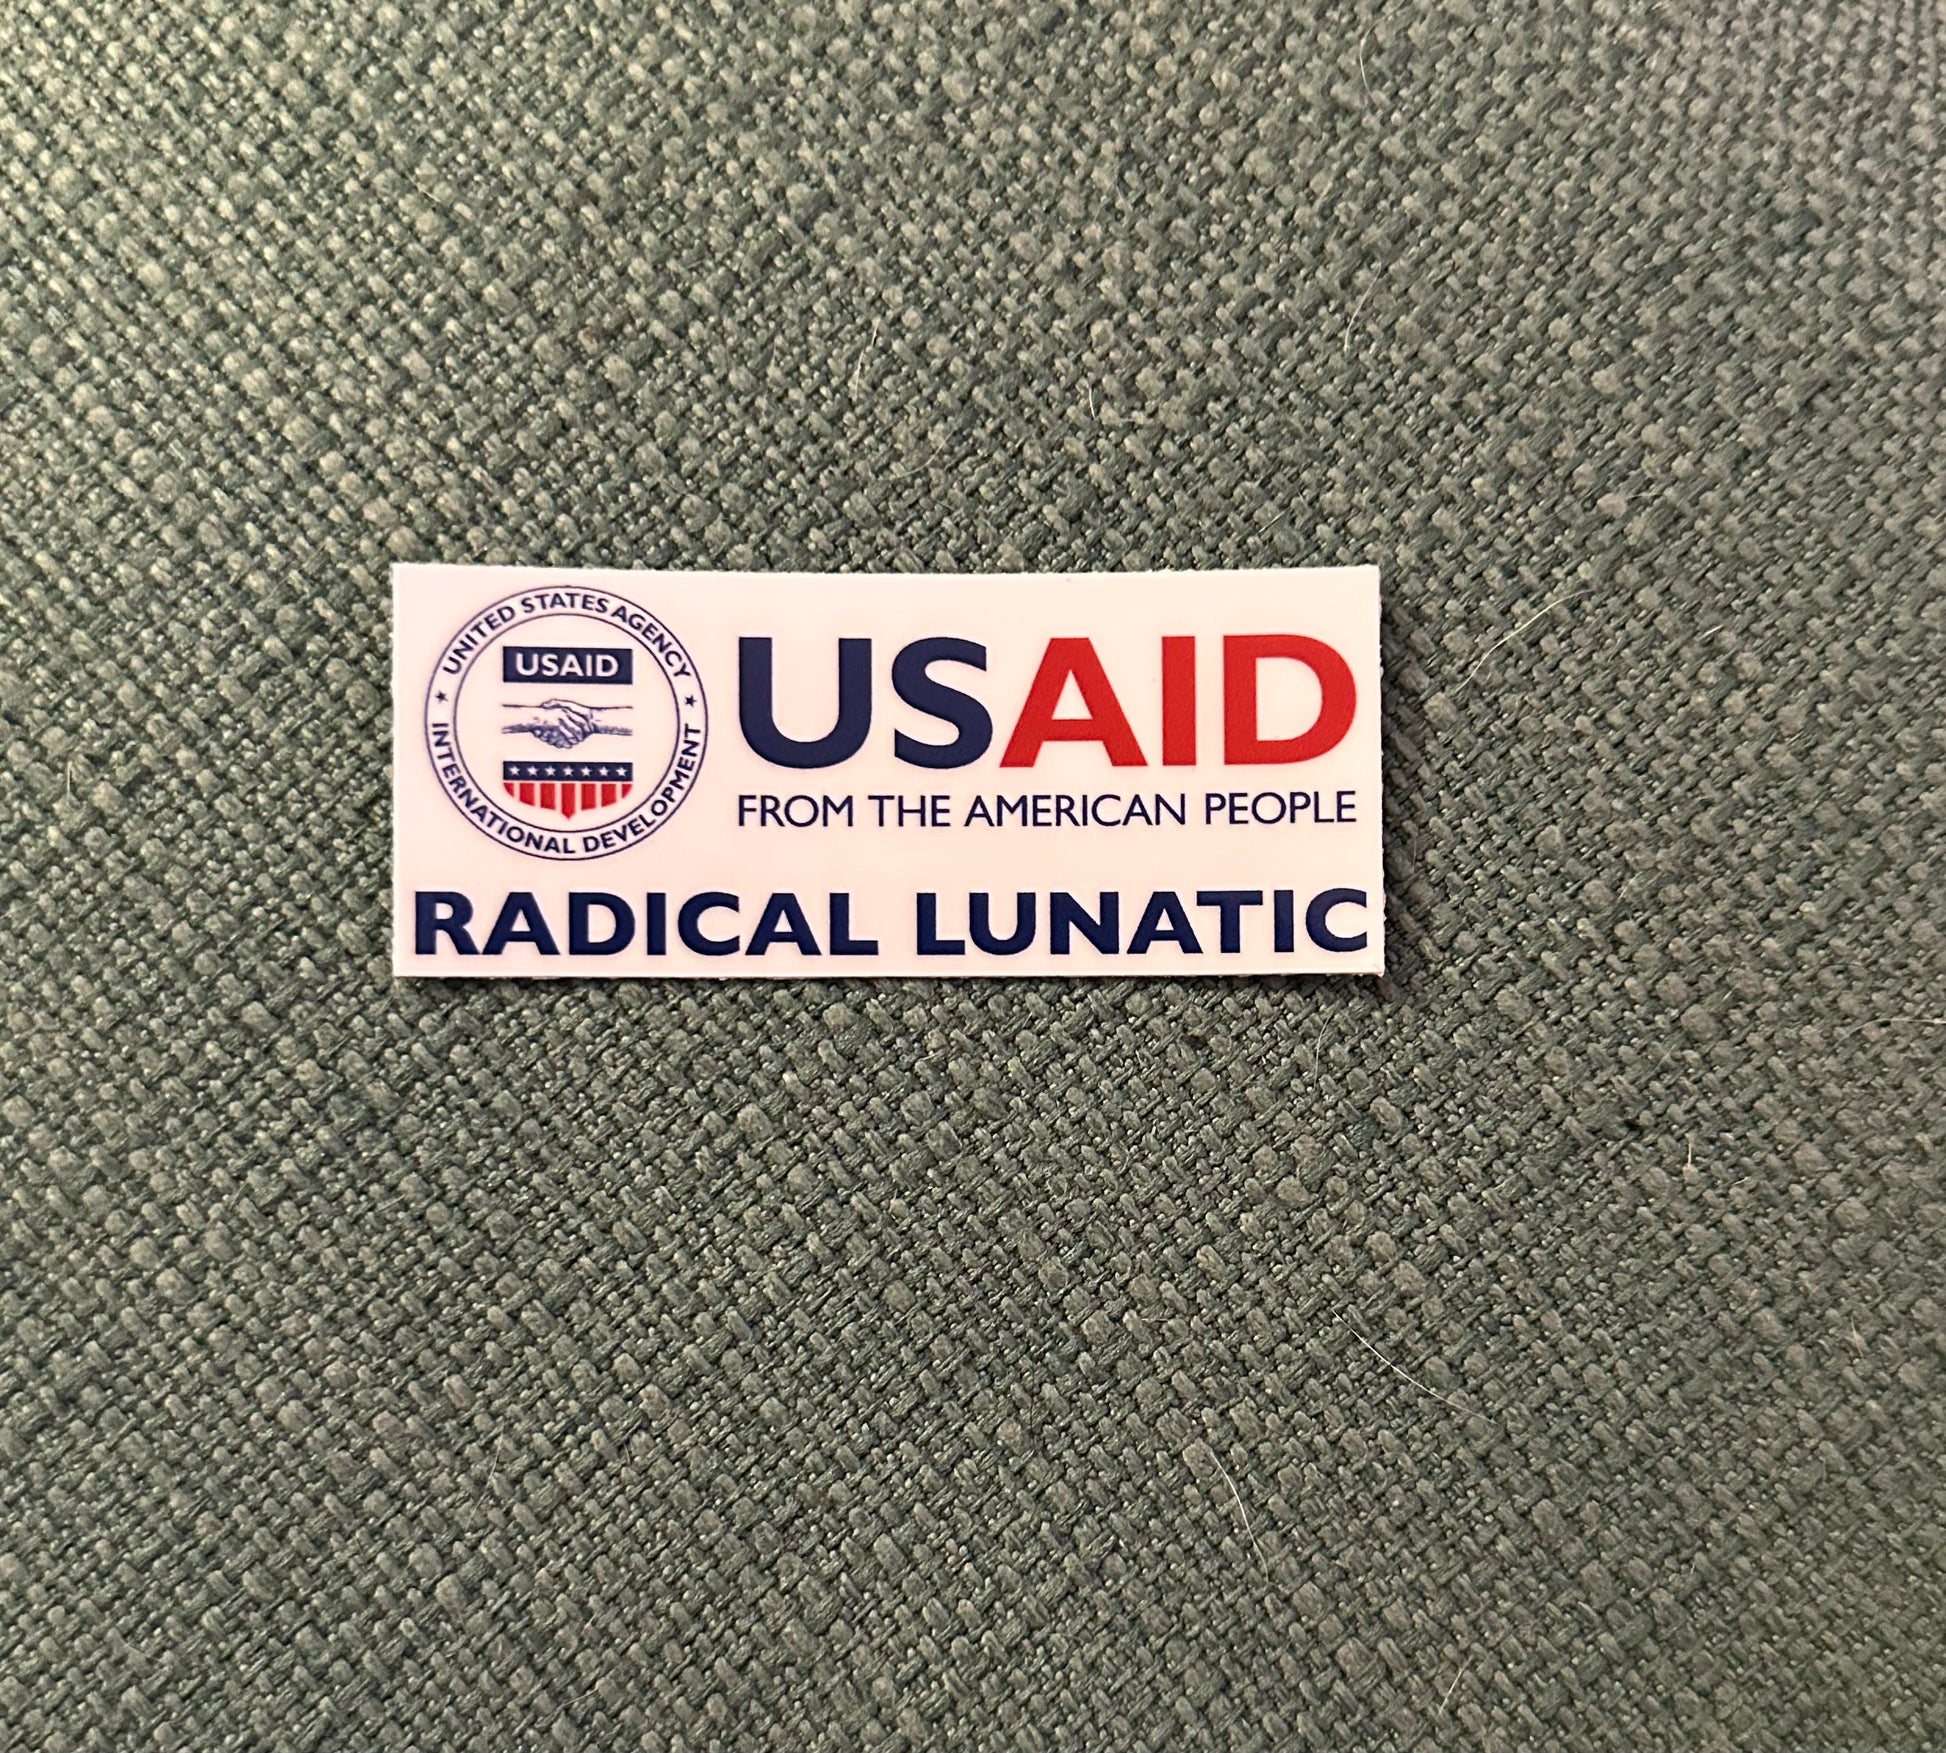 UNITED STATES AGENCY
★ INTERNATIONAL DEVELOPMENT ★
USAID
USAID
FROM THE AMERICAN PEOPLE
RADICAL LUNATIC